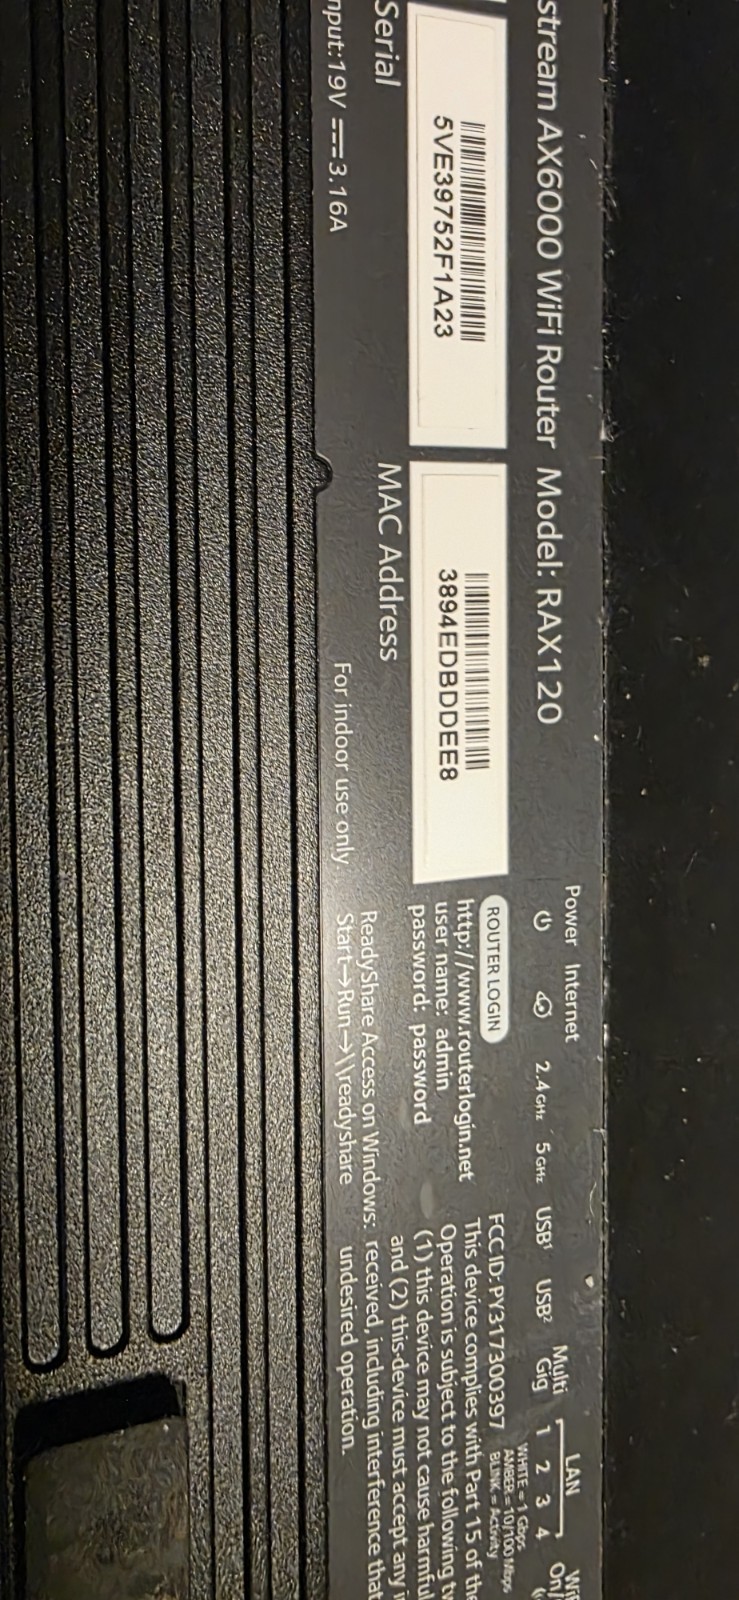 stream AX6000 WiFi Router Model: RAX120
5VE39752F1A23
Serial
3894EDBDDEE8
MAC Address
nput:19V 3.16A
For indoor use only
Power Internet 2.4 GHz 5 GHz USB¹ USB² Multi Gig LAN 1 2 3 4
WHITE = 1 Gbps
AMBER = 10/100 Mbps
BLINK = Activity
ROUTER LOGIN
http://www.routerlogin.net
user name: admin
password: password
ReadyShare Access on Windows:
Start→Run→\\readyshare
FCC ID: PY317300397
This device complies with Part 15 of the
Operation is subject to the following tw
(1) this device may not cause harmful
and (2) this device must accept any i
received, including interference that
undesired operation.